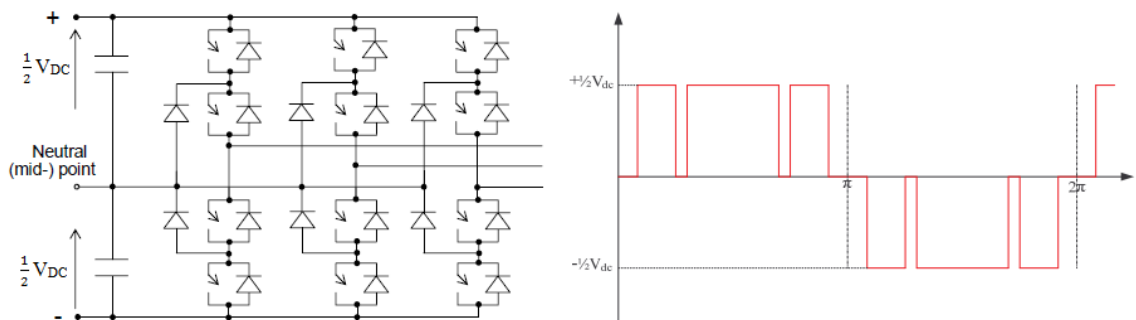 +
½ V_DC
Neutral
(mid-) point
½ V_DC
-
+½V_dc
π
2π
-½V_dc